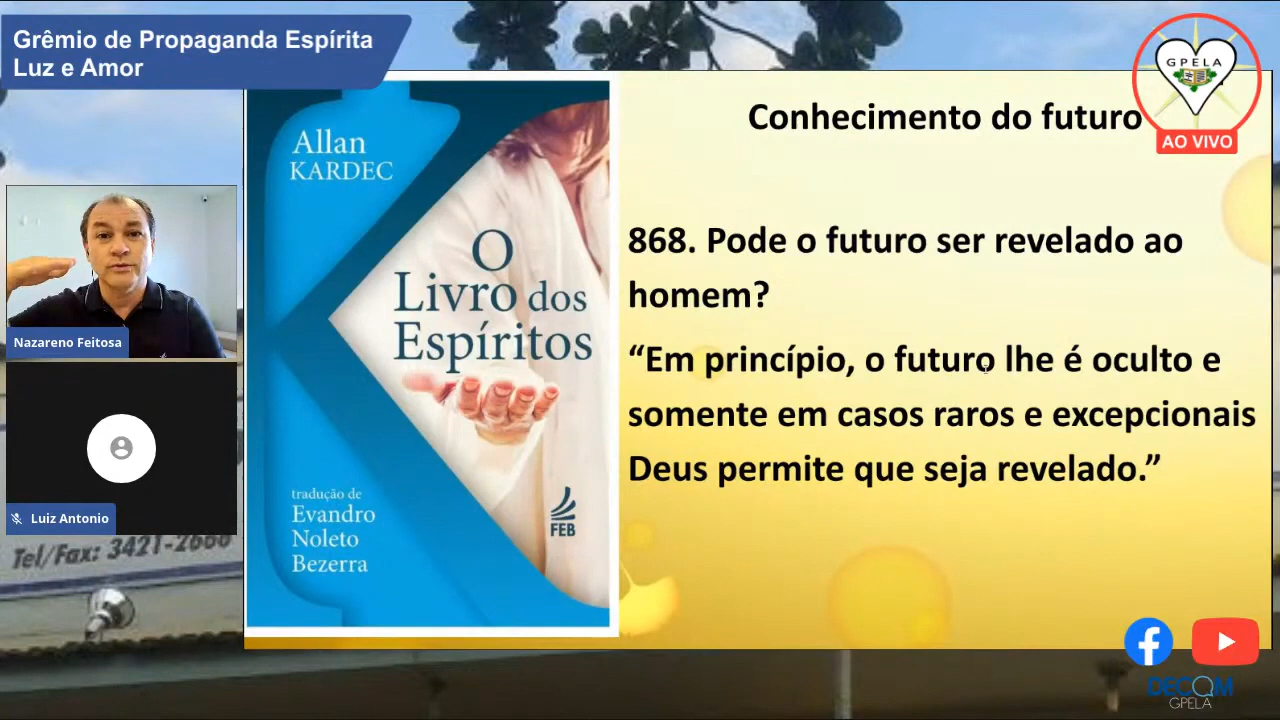 Grêmio de Propaganda Espírita
Luz e Amor
GPELA
AO VIVO
Conhecimento do futuro
Allan
KARDEC
O
Livro dos
Espíritos
tradução de
Evandro
Noleto
Bezerra
FEB
868. Pode o futuro ser revelado ao
homem?
“Em princípio, o futuro lhe é oculto e
somente em casos raros e excepcionais
Deus permite que seja revelado.”
Nazareno Feitosa
Luiz Antonio
Tel/Fax: 3421-2666
DECOM
GPELA